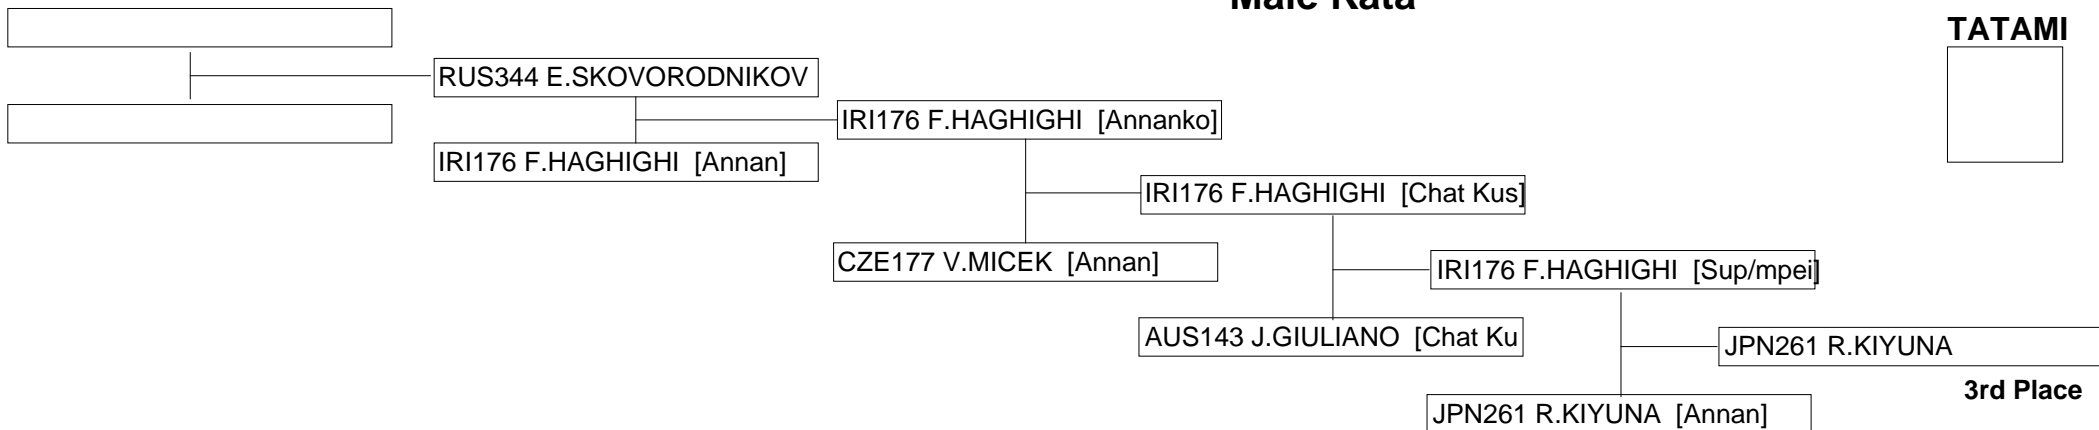 Male Kata
TATAMI
RUS344 E.SKOVORODNIKOV
IRI176 F.HAGHIGHI [Annanko]
IRI176 F.HAGHIGHI [Annan]
IRI176 F.HAGHIGHI [Chat Kus]
CZE177 V.MICEK [Annan]
IRI176 F.HAGHIGHI [Sup/mpei]
AUS143 J.GIULIANO [Chat Ku
JPN261 R.KIYUNA
3rd Place
JPN261 R.KIYUNA [Annan]